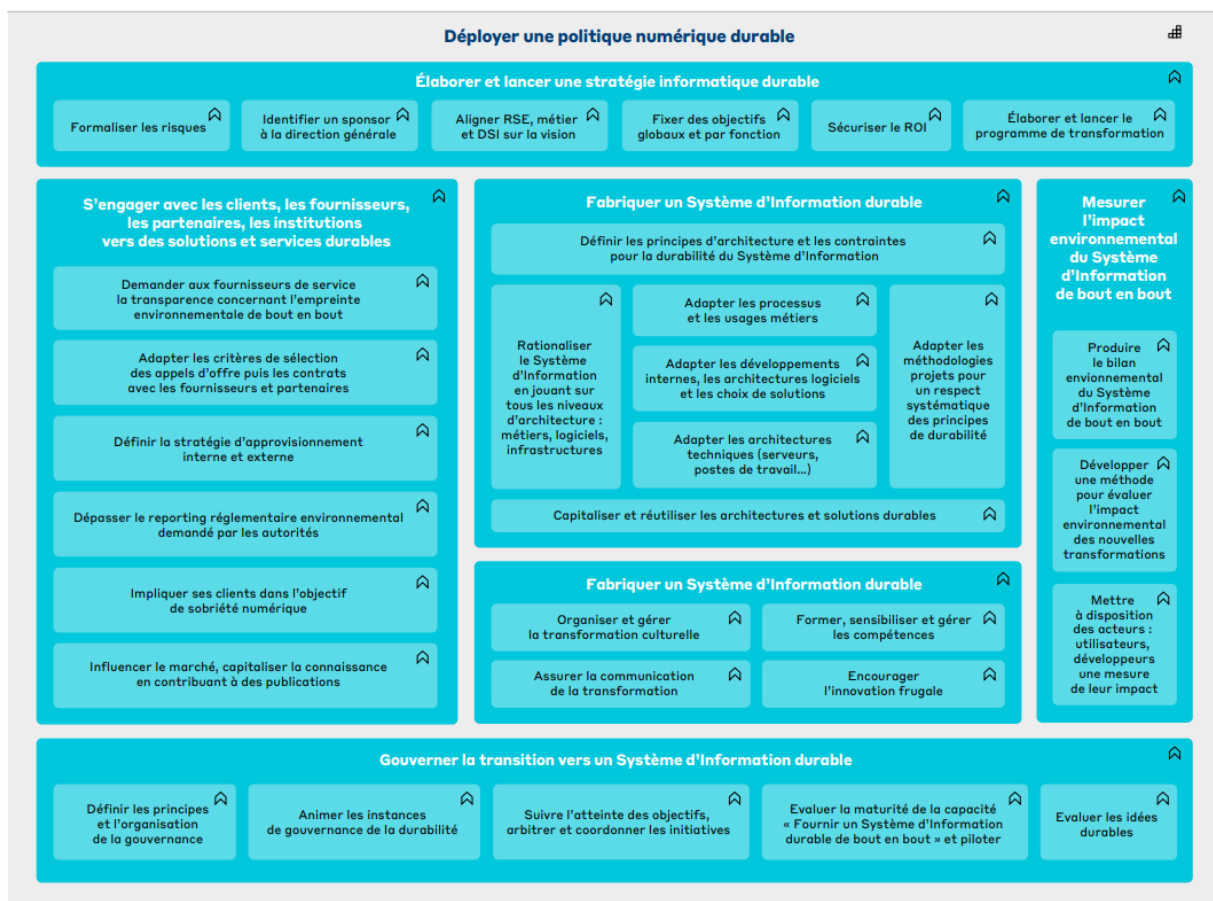 Déployer une politique numérique durable
Élaborer et lancer une stratégie informatique durable
Formaliser les risques
Identifier un sponsor
à la direction générale
Aligner RSE, métier
et DSI sur la vision
Fixer des objectifs
globaux et par fonction
Sécuriser le ROI
Élaborer et lancer le
programme de transformation
S'engager avec les clients, les fournisseurs,
les partenaires, les institutions
vers des solutions et services durables
Demander aux fournisseurs de service
la transparence concernant l'empreinte
environnementale de bout en bout
Adapter les critères de sélection
des appels d'offre puis les contrats
avec les fournisseurs et partenaires
Définir la stratégie d'approvisionnement
interne et externe
Dépasser le reporting réglementaire environnemental
demandé par les autorités
Impliquer ses clients dans l'objectif
de sobriété numérique
Influencer le marché, capitaliser la connaissance
en contribuant à des publications
Fabriquer un Système d'Information durable
Définir les principes d'architecture et les contraintes
pour la durabilité du Système d'Information
Rationaliser
le Système
d'Information
en jouant sur
tous les niveaux
d'architecture :
métiers, logiciels,
infrastructures
Adapter les processus
et les usages métiers
Adapter les développements
internes, les architectures logiciels
et les choix de solutions
Adapter les architectures
techniques (serveurs,
postes de travail...)
Adapter les
méthodologies
projets pour
un respect
systématique
des principes
de durabilité
Capitaliser et réutiliser les architectures et solutions durables
Fabriquer un Système d'Information durable
Organiser et gérer
la transformation culturelle
Former, sensibiliser et gérer
les compétences
Assurer la communication
de la transformation
Encourager
l'innovation frugale
Mesurer
l'impact
environnemental
du Système
d'Information
de bout en bout
Produire
le bilan
envionnemental
du Système
d'Information
de bout en bout
Développer
une méthode
pour évaluer
l'impact
environnemental
des nouvelles
transformations
Mettre
à disposition
des acteurs :
utilisateurs,
développeurs
une mesure
de leur impact
Gouverner la transition vers un Système d'Information durable
Définir les principes
et l'organisation
de la gouvernance
Animer les instances
de gouvernance de la durabilité
Suivre l'atteinte des objectifs,
arbitrer et coordonner les initiatives
Evaluer la maturité de la capacité
« Fournir un Système d'Information
durable de bout en bout » et piloter
Evaluer les idées
durables